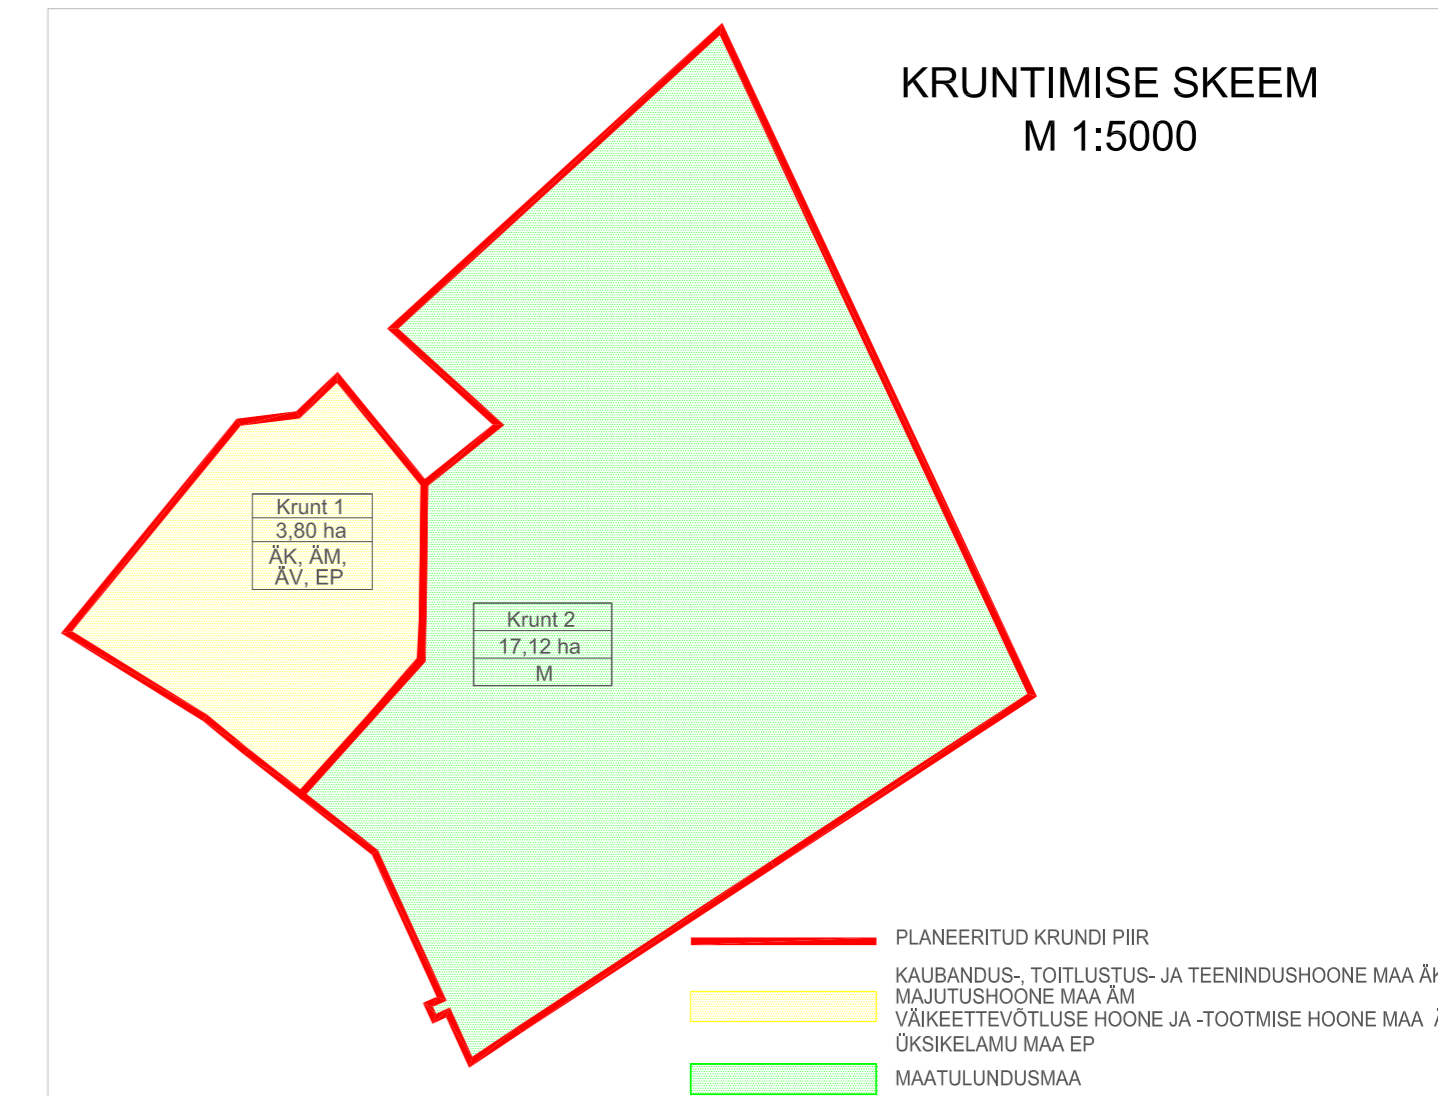 KRUNTIMISE SKEEM
M 1:5000
Krunt 1
3,80 ha
ÄK, ÄM,
ÄV, EP
Krunt 2
17,12 ha
M
PLANEERITUD KRUNDI PIIR
KAUBANDUS-, TOITLUSTUS- JA TEENINDUSHOONE MAA ÄK
MAJUTUSHOONE MAA ÄM
VÄIKEETTEVÕTLUSE HOONE JA -TOOTMISE HOONE MAA
ÜKSIKELAMU MAA EP
MAATULUNDUSMAA